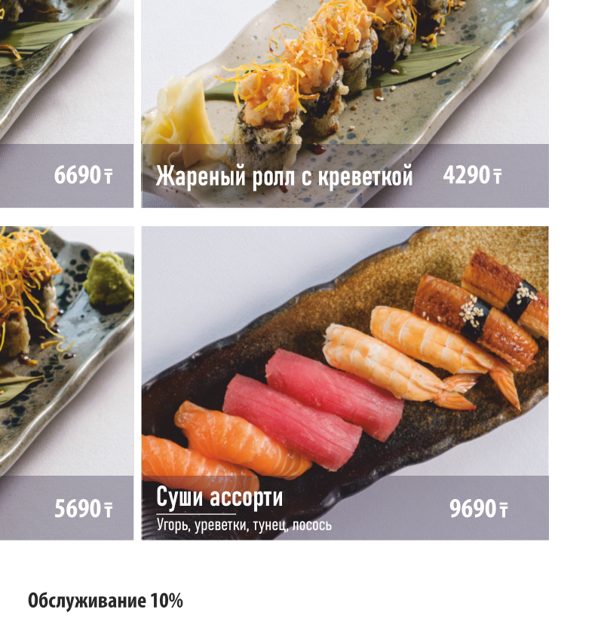 6690₸
Жареный ролл с креветкой 4290₸
5690₸
Суши ассорти 9690₸
Угорь, уреветки, тунец, лосось
Обслуживание 10%